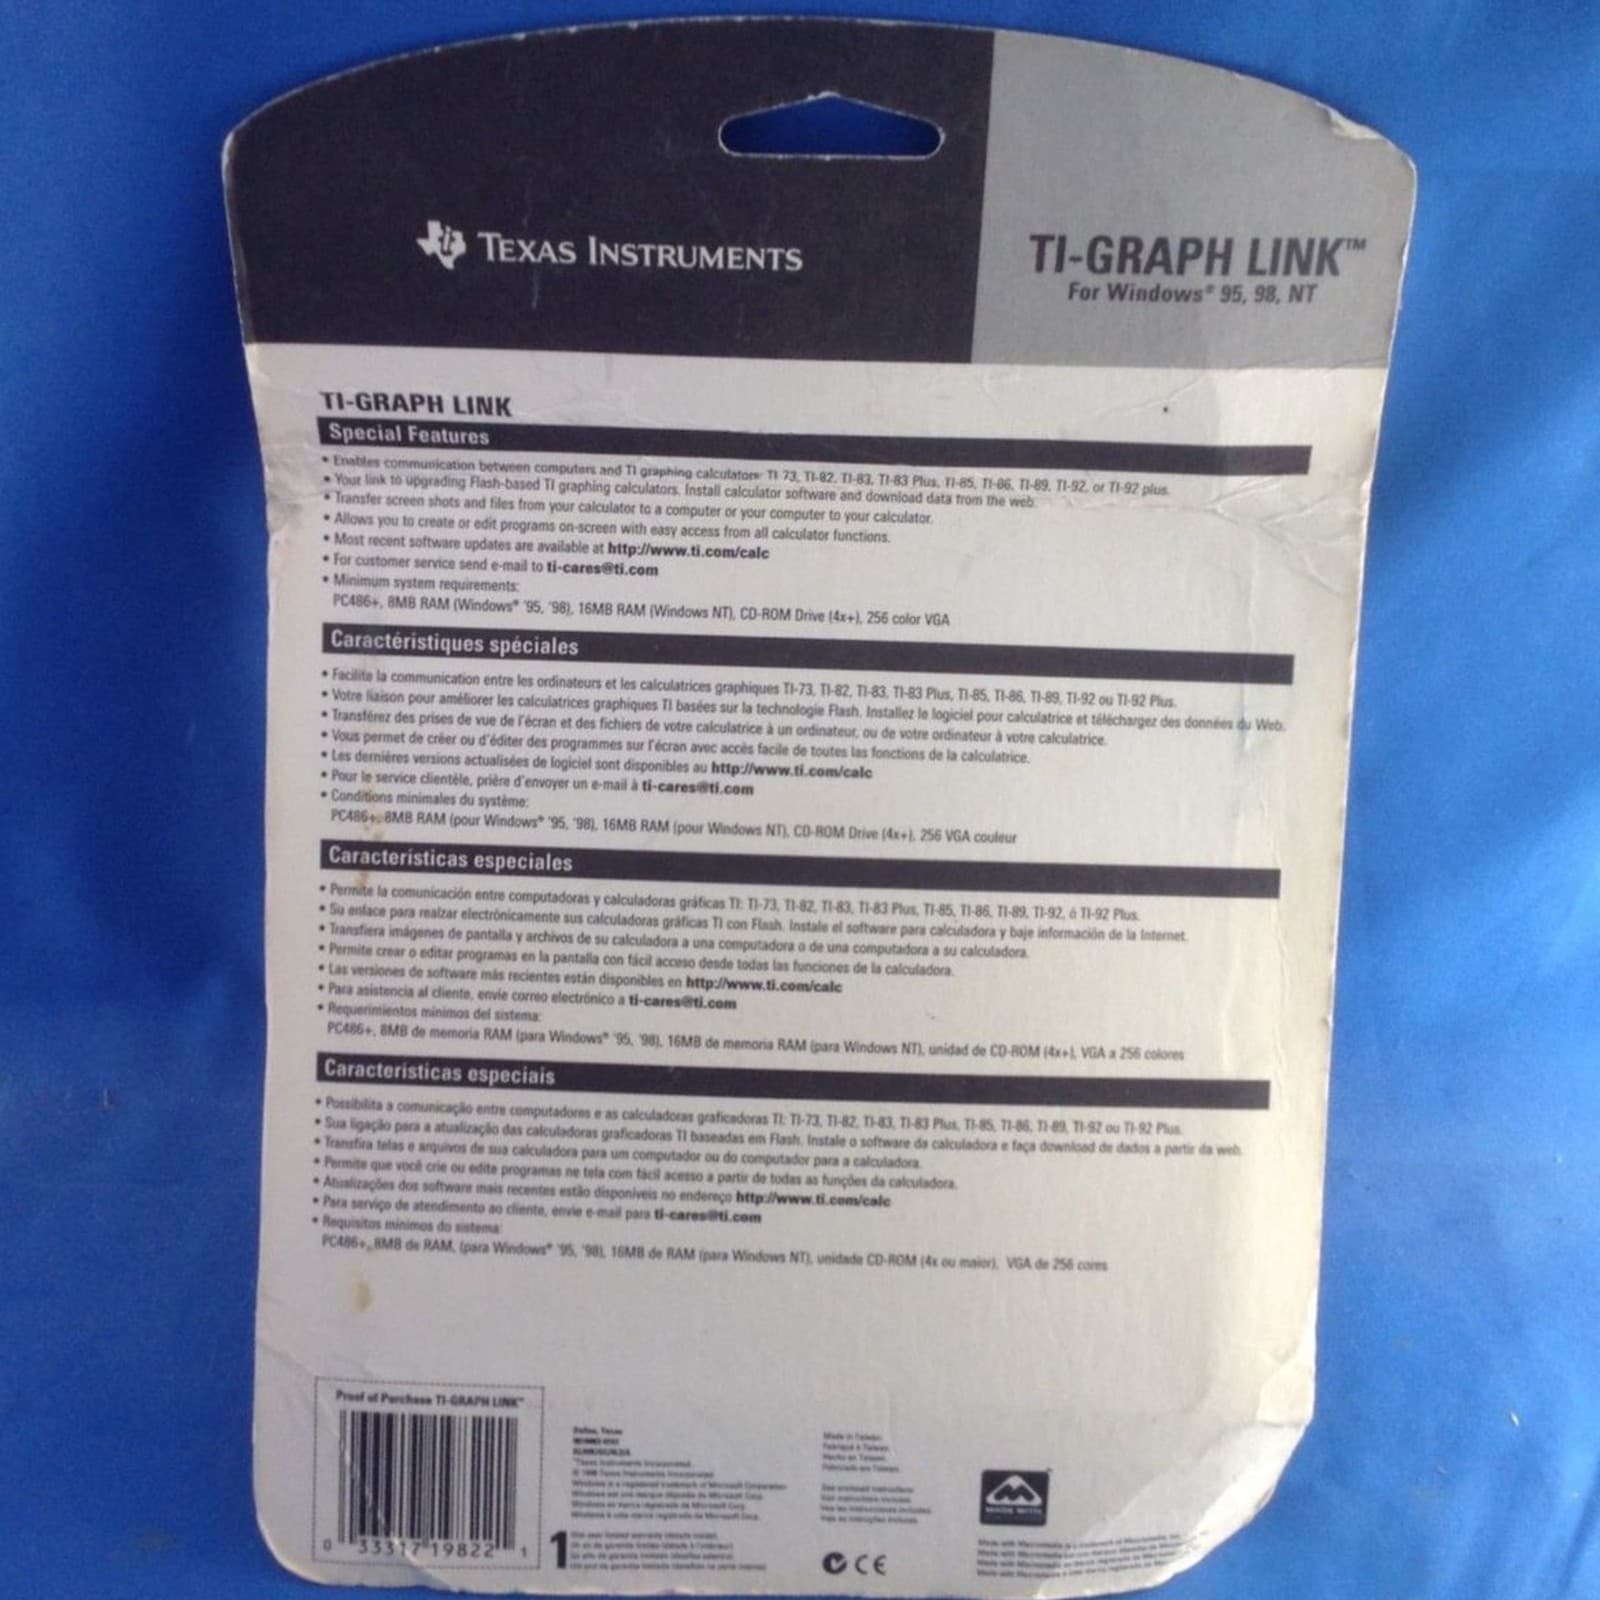 TEXAS INSTRUMENTS
TI-GRAPH LINK™
For Windows® 95, 98, NT
TI-GRAPH LINK
Special Features
• Enables communication between computers and TI graphing calculators: TI 73, TI-82, TI-83, TI-83 Plus, TI-85, TI-86, TI-89, TI-92, or TI-92 plus.
• Your link to upgrading Flash-based TI graphing calculators. Install calculator software and download data from the web.
• Transfer screen shots and files from your calculator to a computer or your computer to your calculator.
• Allows you to create or edit programs on-screen with easy access from all calculator functions.
• Most recent software updates are available at http://www.ti.com/calc
• For customer service send e-mail to ti-cares@ti.com
• Minimum system requirements:
PC486+, 8MB RAM (Windows® '95, '98), 16MB RAM (Windows NT), CD-ROM Drive (4x+), 256 color VGA
Caractéristiques spéciales
• Facilite la communication entre les ordinateurs et les calculatrices graphiques TI-73, TI-82, TI-83, TI-83 Plus, TI-85, TI-86, TI-89, TI-92 ou TI-92 Plus.
• Votre liaison pour améliorer les calculatrices graphiques TI basées sur la technologie Flash. Installez le logiciel pour calculatrice et téléchargez des données du Web.
• Transférez des prises de vue de l'écran et des fichiers de votre calculatrice à un ordinateur, ou de votre ordinateur à votre calculatrice.
• Vous permet de créer ou d'éditer des programmes sur l'écran avec accès facile de toutes las fonctions de la calculatrice.
• Les dernières versions actualisées de logiciel sont disponibles au http://www.ti.com/calc
• Pour le service clientèle, prière d'envoyer un e-mail à ti-cares@ti.com
• Conditions minimales du système:
PC486+, 8MB RAM (pour Windows® '95, '98), 16MB RAM (pour Windows NT), CD-ROM Drive (4x+), 256 VGA couleur
Características especiales
• Permite la comunicación entre computadoras y calculadoras gráficas TI: TI-73, TI-82, TI-83, TI-83 Plus, TI-85, TI-86, TI-89, TI-92, ó TI-92 Plus.
• Su enlace para realzar electrónicamente sus calculadoras gráficas TI con Flash. Instale el software para calculadora y baje información de la Internet.
• Transfiera imágenes de pantalla y archivos de su calculadora a una computadora o de una computadora a su calculadora.
• Permite crear o editar programas en la pantalla con fácil acceso desde todas las funciones de la calculadora.
• Las versiones de software más recientes están disponibles en http://www.ti.com/calc
• Para asistencia al cliente, envíe correo electrónico a ti-cares@ti.com
• Requerimientos mínimos del sistema:
PC486+, 8MB de memoria RAM (para Windows® '95, '98), 16MB de memoria RAM (para Windows NT), unidad de CD-ROM (4x+), VGA a 256 colores
Características especiais
• Possibilita a comunicação entre computadores e as calculadoras graficadoras TI: TI-73, TI-82, TI-83, TI-83 Plus, TI-85, TI-86, TI-89, TI-92 ou TI-92 Plus.
• Sua ligação para a atualização das calculadoras graficadoras TI baseadas em Flash. Instale o software da calculadora e faça download de dados a partir da web.
• Transfira telas e arquivos de sua calculadora para um computador ou do computador para a calculadora.
• Permite que você crie ou edite programas ne tela com fácil acesso a partir de todas as funções da calculadora.
• Atualizações dos software mais recentes estão disponíveis no endereço http://www.ti.com/calc
• Para serviço de atendimento ao cliente, envie e-mail para ti-cares@ti.com
• Requisitos mínimos do sistema:
PC486+, 8MB de RAM, (para Windows® '95, '98), 16MB de RAM (para Windows NT), unidade CD-ROM (4x ou maior), VGA de 256 cores
Proof of Purchase TI-GRAPH LINK™
0 33317 19822 1
Dallas, Texas
Made in Taiwan
Fabriqué à Taiwan
Hecho en Taiwan
1
CE